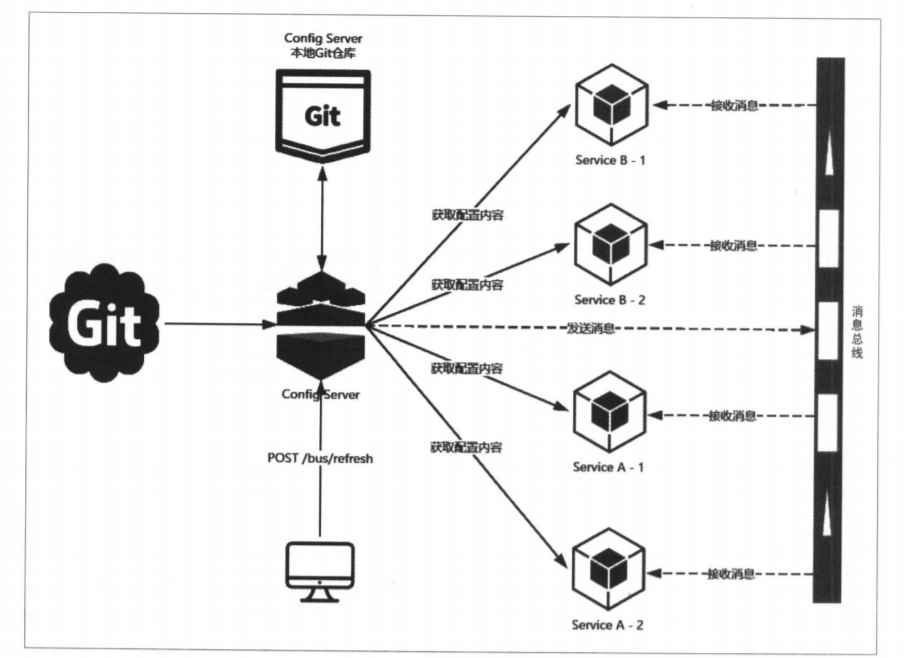 Config Server
本地Git仓库
Git
接收消息
Service B - 1
获取配置内容
接收消息
获取配置内容
Service B - 2
Git
发送消息
消息总线
获取配置内容
Config Server
接收消息
获取配置内容
POST /bus/refresh
Service A - 1
接收消息
Service A - 2